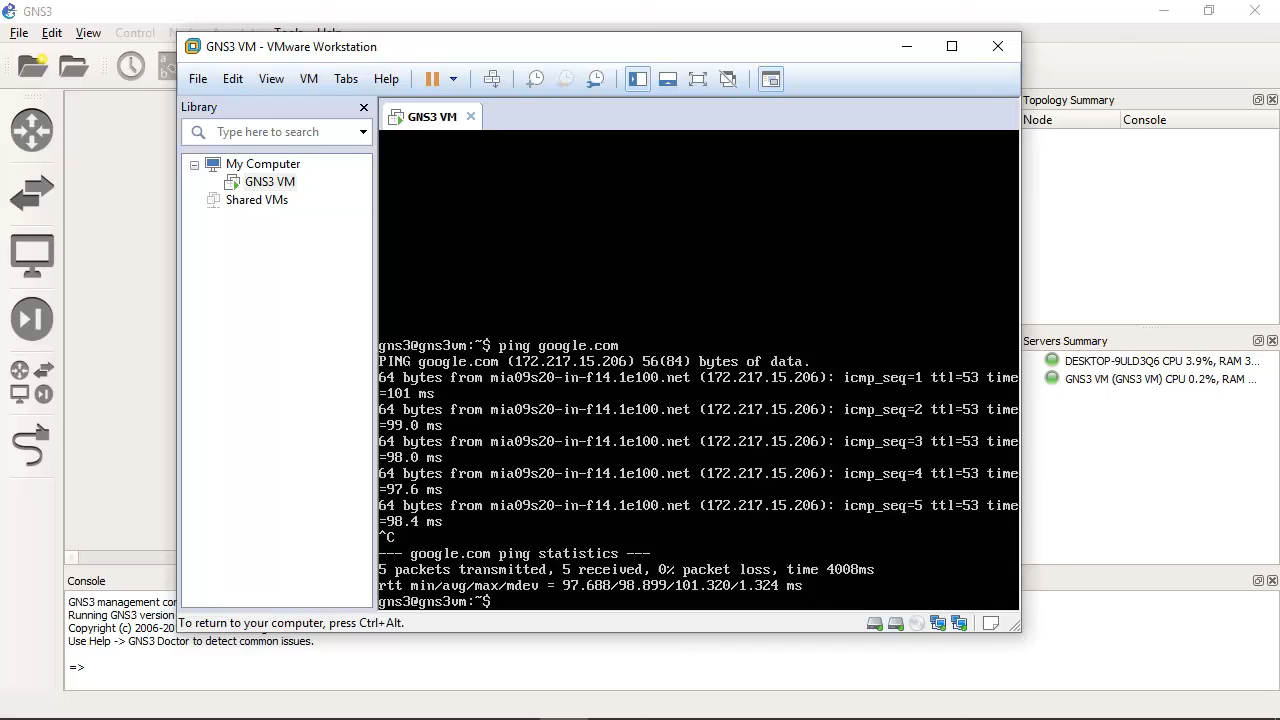 GNS3
File Edit View Control
GNS3 VM - VMware Workstation
File Edit View VM Tabs Help
Library
Type here to search
My Computer
GNS3 VM
Shared VMs
GNS3 VM
gns3@gns3vm:~$ ping google.com
PING google.com (172.217.15.206) 56(84) bytes of data.
64 bytes from mia09s20-in-f14.1e100.net (172.217.15.206): icmp_seq=1 ttl=53 time
=101 ms
64 bytes from mia09s20-in-f14.1e100.net (172.217.15.206): icmp_seq=2 ttl=53 time
=99.0 ms
64 bytes from mia09s20-in-f14.1e100.net (172.217.15.206): icmp_seq=3 ttl=53 time
=98.0 ms
64 bytes from mia09s20-in-f14.1e100.net (172.217.15.206): icmp_seq=4 ttl=53 time
=97.6 ms
64 bytes from mia09s20-in-f14.1e100.net (172.217.15.206): icmp_seq=5 ttl=53 time
=98.4 ms
^C
--- google.com ping statistics ---
5 packets transmitted, 5 received, 0% packet loss, time 4008ms
rtt min/avg/max/mdev = 97.688/98.899/101.320/1.324 ms
gns3@gns3vm:~$
To return to your computer, press Ctrl+Alt.
Topology Summary
Node Console
Servers Summary
DESKTOP-9ULD3Q6 CPU 3.9%, RAM 3...
GNS3 VM (GNS3 VM) CPU 0.2%, RAM ...
Console
GNS3 management con
Running GNS3 version
Copyright (c) 2006-20
Use Help -> GNS3 Doctor to detect common issues.
=>